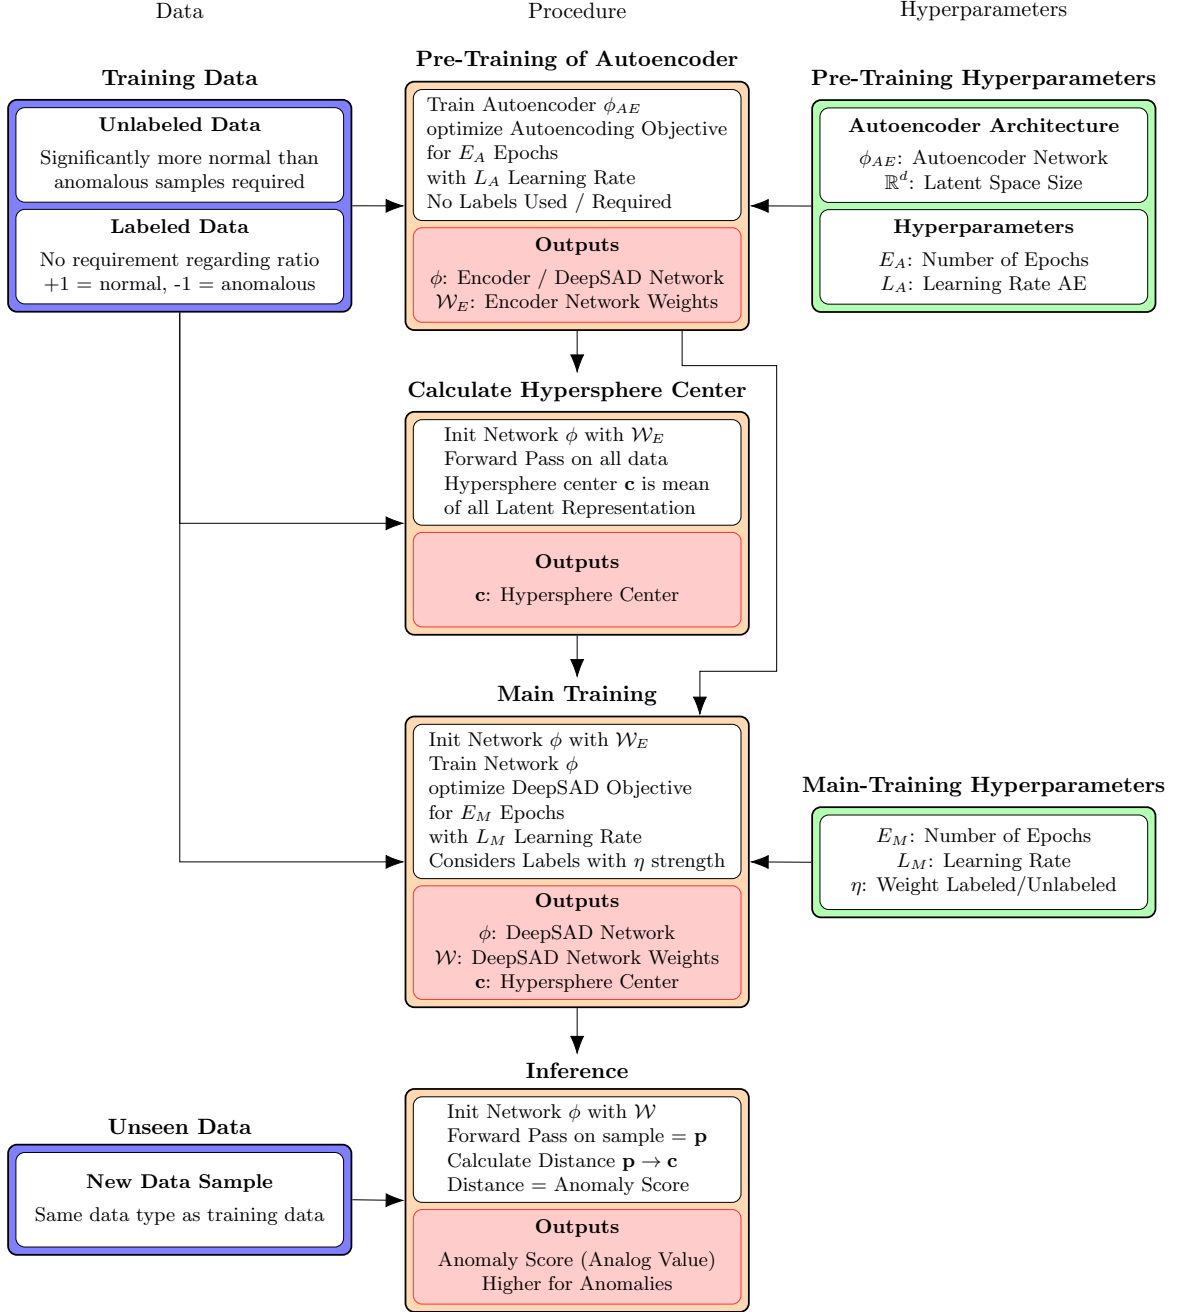 Data
Procedure
Hyperparameters
Training Data
Unlabeled Data
Significantly more normal than
anomalous samples required
Labeled Data
No requirement regarding ratio
+1 = normal, -1 = anomalous
Pre-Training of Autoencoder
Train Autoencoder ϕ_AE
optimize Autoencoding Objective
for E_A Epochs
with L_A Learning Rate
No Labels Used / Required
Outputs
ϕ: Encoder / DeepSAD Network
𝒲_E: Encoder Network Weights
Pre-Training Hyperparameters
Autoencoder Architecture
ϕ_AE: Autoencoder Network
ℝ^d: Latent Space Size
Hyperparameters
E_A: Number of Epochs
L_A: Learning Rate AE
Calculate Hypersphere Center
Init Network ϕ with 𝒲_E
Forward Pass on all data
Hypersphere center c is mean
of all Latent Representation
Outputs
c: Hypersphere Center
Main Training
Init Network ϕ with 𝒲_E
Train Network ϕ
optimize DeepSAD Objective
for E_M Epochs
with L_M Learning Rate
Considers Labels with η strength
Outputs
ϕ: DeepSAD Network
𝒲: DeepSAD Network Weights
c: Hypersphere Center
Main-Training Hyperparameters
E_M: Number of Epochs
L_M: Learning Rate
η: Weight Labeled/Unlabeled
Inference
Init Network ϕ with 𝒲
Forward Pass on sample = p
Calculate Distance p → c
Distance = Anomaly Score
Outputs
Anomaly Score (Analog Value)
Higher for Anomalies
Unseen Data
New Data Sample
Same data type as training data